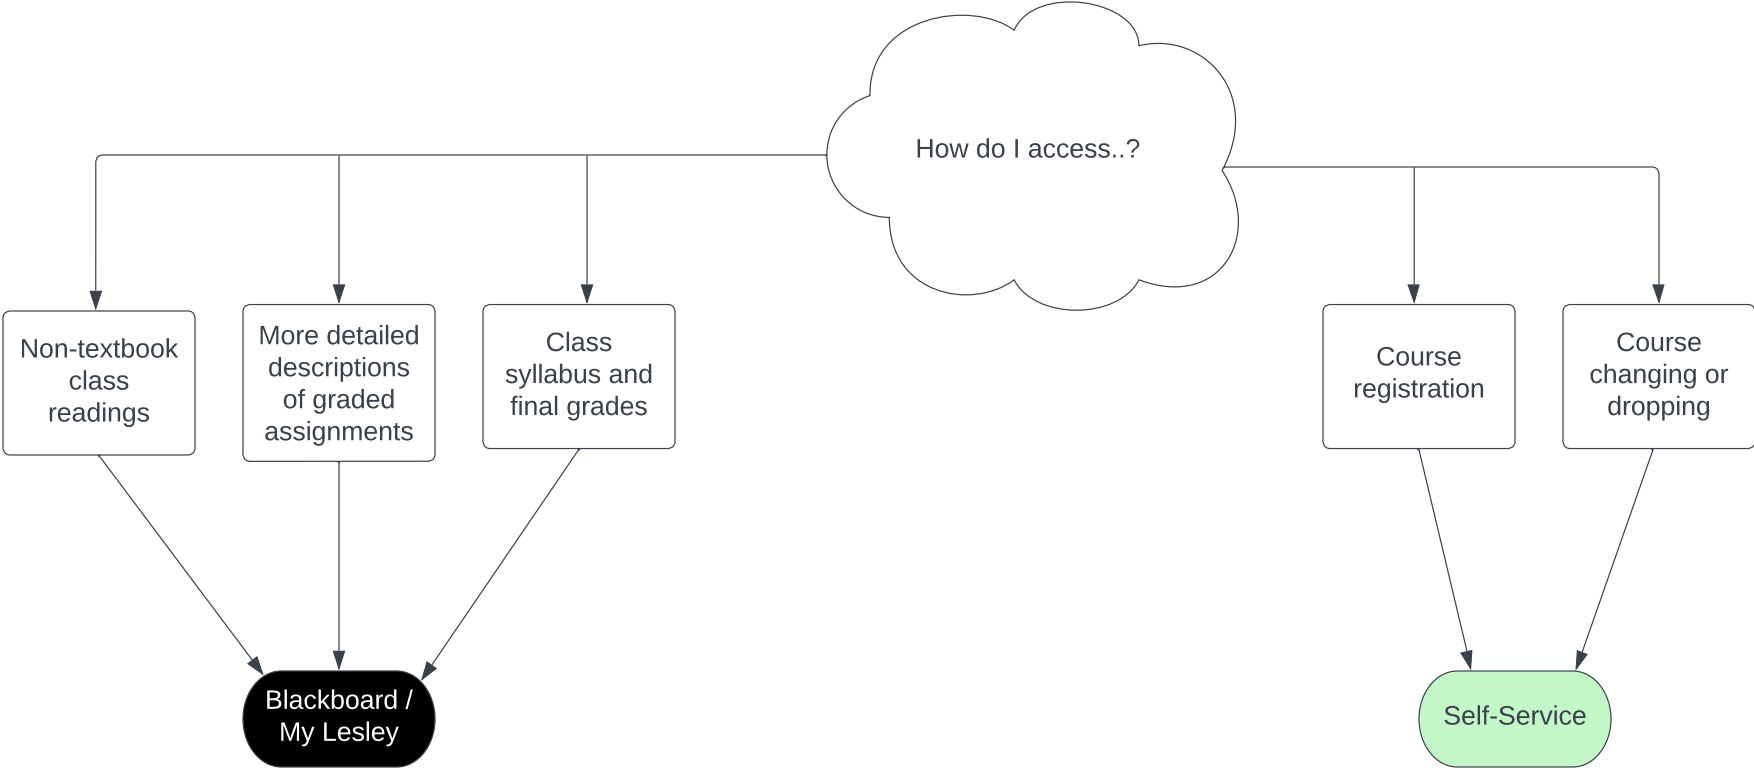 How do I access..?
Non-textbook
class
readings
More detailed
descriptions
of graded
assignments
Class
syllabus and
final grades
Course
registration
Course
changing or
dropping
Blackboard /
My Lesley
Self-Service